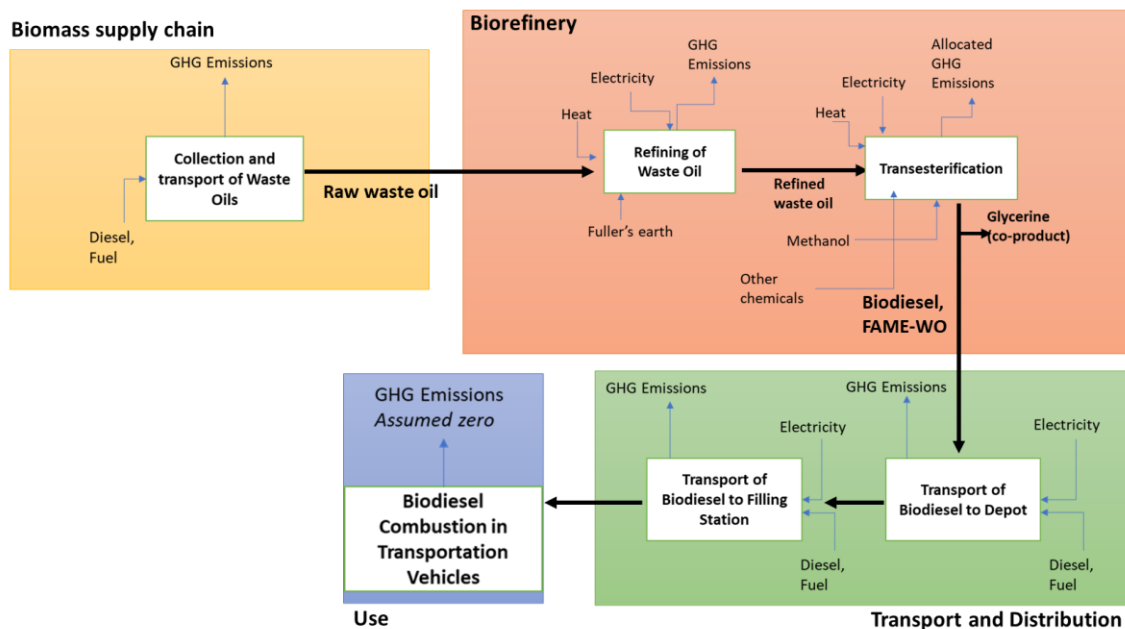 Biomass supply chain
GHG Emissions
Collection and
transport of Waste
Oils
Diesel,
Fuel
Raw waste oil
Biorefinery
GHG
Emissions
Electricity
Heat
Refining of
Waste Oil
Fuller's earth
Refined
waste oil
Allocated
GHG
Emissions
Electricity
Heat
Transesterification
Methanol
Other
chemicals
Glycerine
(co-product)
Biodiesel,
FAME-WO
GHG Emissions
Electricity
Transport of
Biodiesel to Depot
Diesel,
Fuel
GHG Emissions
Electricity
Transport of
Biodiesel to Filling
Station
Diesel,
Fuel
Transport and Distribution
GHG Emissions
Assumed zero
Biodiesel
Combustion in
Transportation
Vehicles
Use